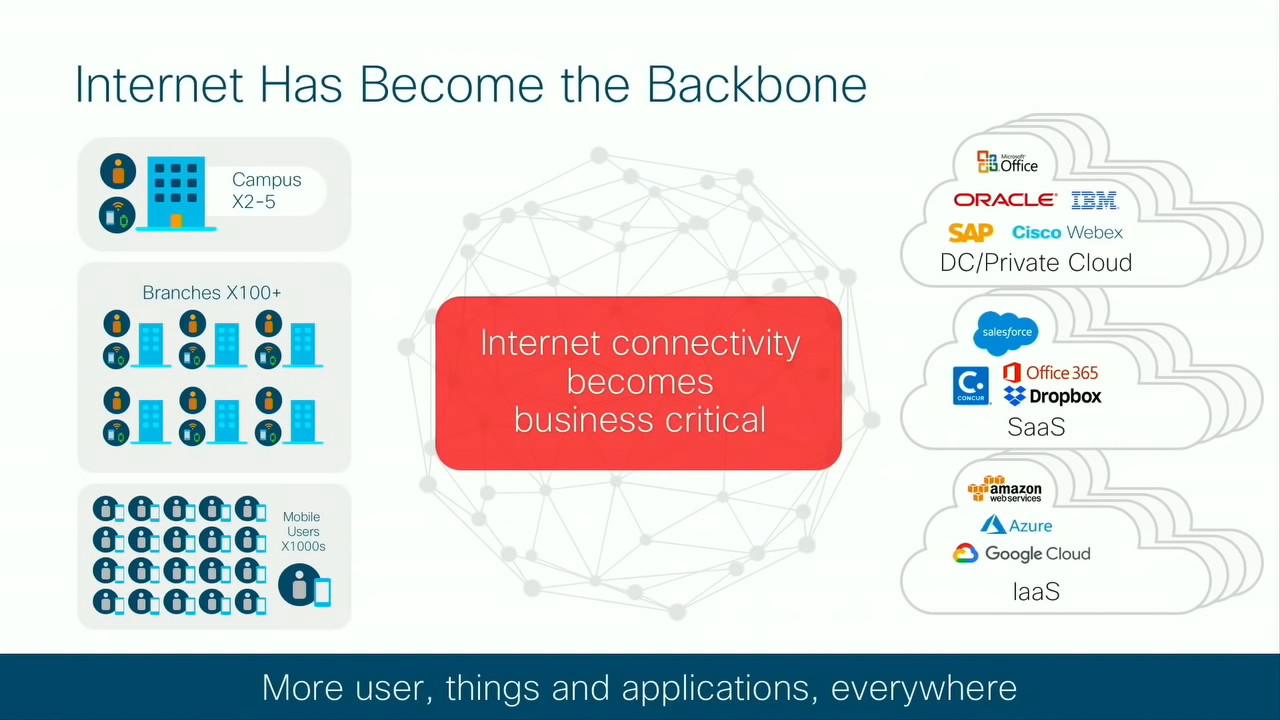 Internet Has Become the Backbone
Campus
X2-5
Branches X100+
Mobile
Users
X1000s
Internet connectivity
becomes
business critical
Microsoft
Office
ORACLE IBM
SAP Cisco Webex
DC/Private Cloud
salesforce
C.
CONCUR
Office 365
Dropbox
SaaS
amazon
web services
Azure
Google Cloud
IaaS
More user, things and applications, everywhere